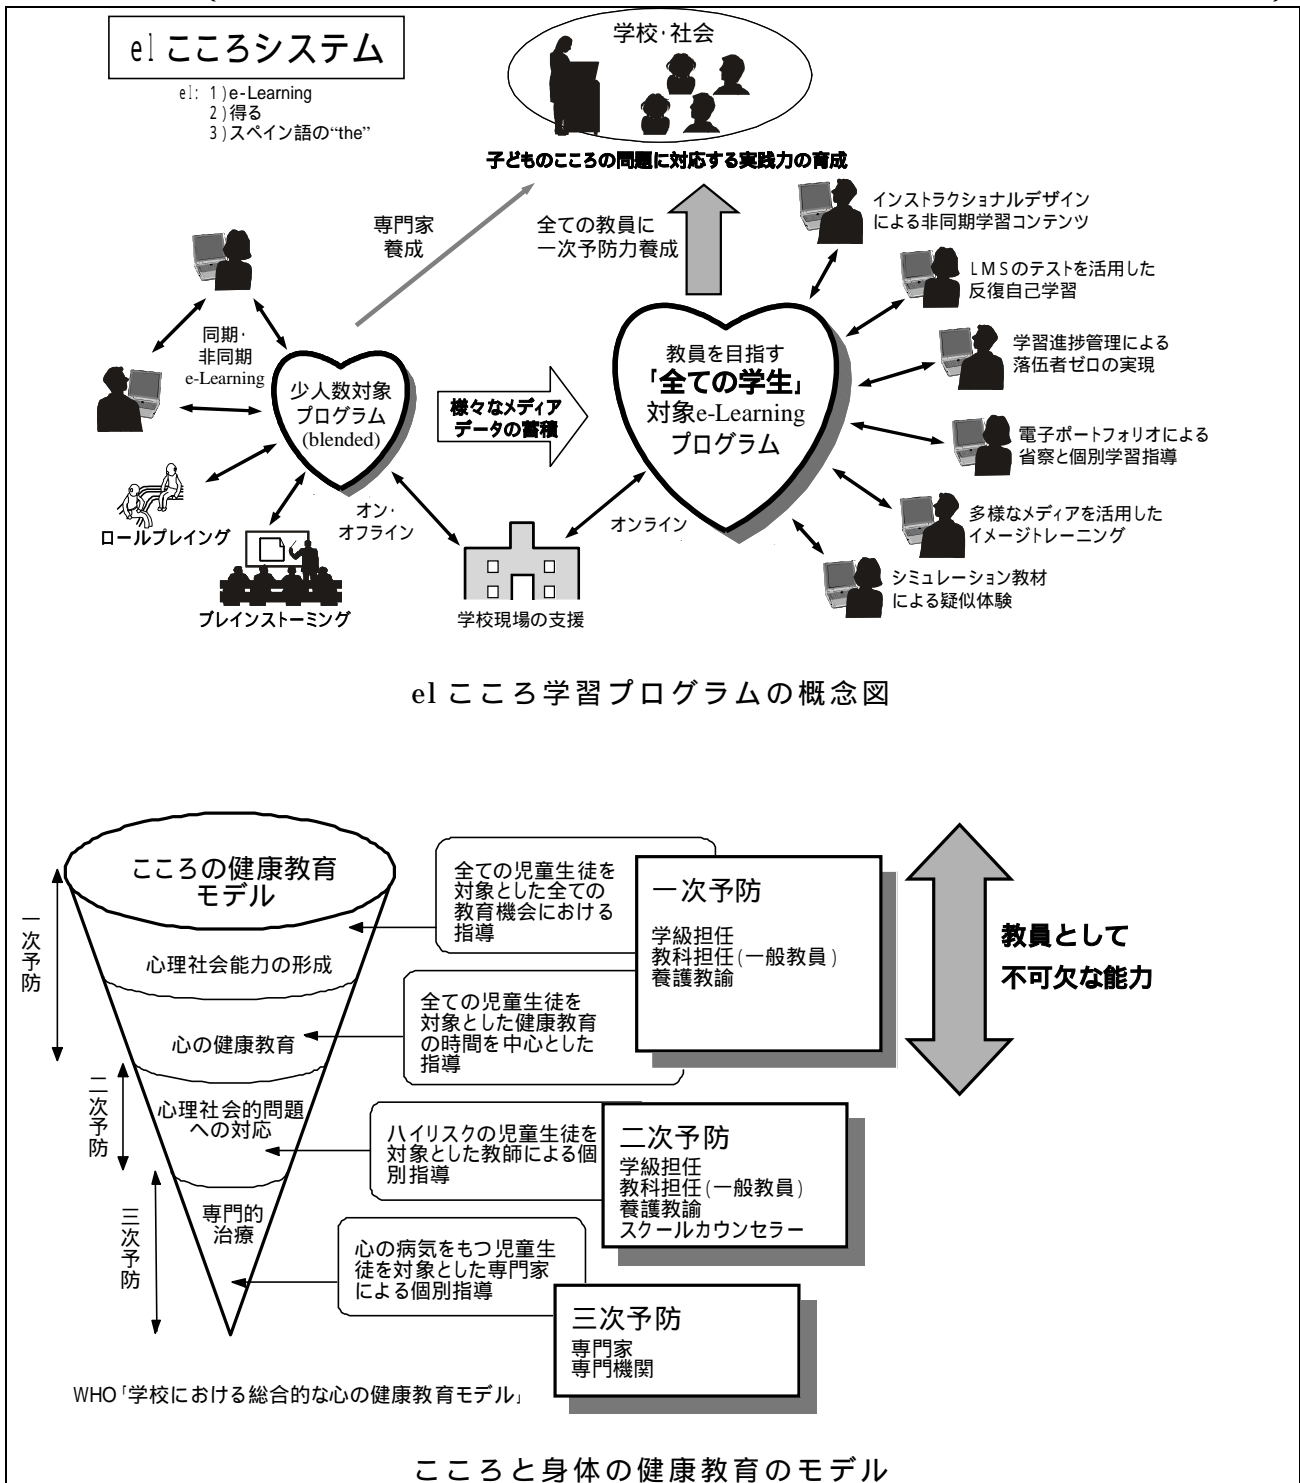 el こころシステム
el: 1)e-Learning
2)得る
3)スペイン語の“the”
学校・社会
子どものこころの問題に対応する実践力の育成
専門家
養成
全ての教員に
一次予防力養成
インストラクショナルデザイン
による非同期学習コンテンツ
LMSのテストを活用した
反復自己学習
学習進捗管理による
落伍者ゼロの実現
電子ポートフォリオによる
省察と個別学習指導
多様なメディアを活用した
イメージトレーニング
シミュレーション教材
による疑似体験
同期・
非同期
e-Learning
少人数対象
プログラム
(blended)
様々なメディア
データの蓄積
教員を目指す
「全ての学生」
対象e-Learning
プログラム
ロールプレイング
ブレインストーミング
オン・
オフライン
オンライン
学校現場の支援
el こころ学習プログラムの概念図
こころの健康教育
モデル
一次予防
心理社会能力の形成
心の健康教育
二次予防
心理社会的問題
への対応
三次予防
専門的
治療
全ての児童生徒を
対象とした全ての
教育機会における
指導
全ての児童生徒を
対象とした健康教育
の時間を中心とした
指導
ハイリスクの児童生徒を
対象とした教師による個
別指導
心の病気をもつ児童生
徒を対象とした専門家
による個別指導
一次予防
学級担任
教科担任(一般教員)
養護教諭
二次予防
学級担任
教科担任(一般教員)
養護教諭
スクールカウンセラー
三次予防
専門家
専門機関
教員として
不可欠な能力
WHO「学校における総合的な心の健康教育モデル」
こころと身体の健康教育のモデル